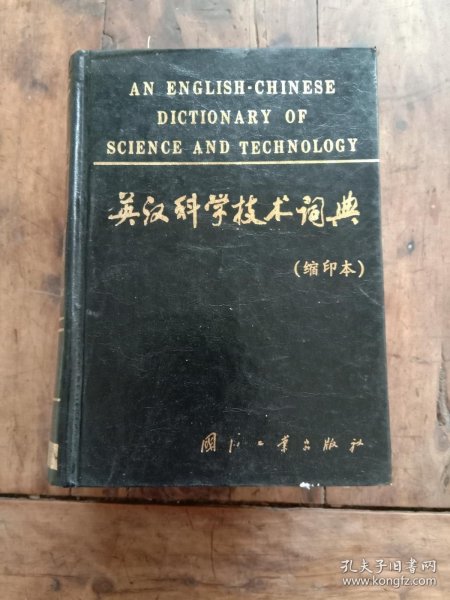 AN ENGLISH-CHINESE
DICTIONARY OF
SCIENCE AND TECHNOLOGY
英汉科学技术词典
(缩印本)
国防工业出版社
孔夫子旧书网
www.kongfz.com